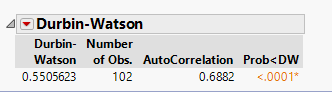 Durbin-Watson
Durbin- Number
Watson of Obs. AutoCorrelation Prob<DW
0.5505623 102 0.6882 <.0001*